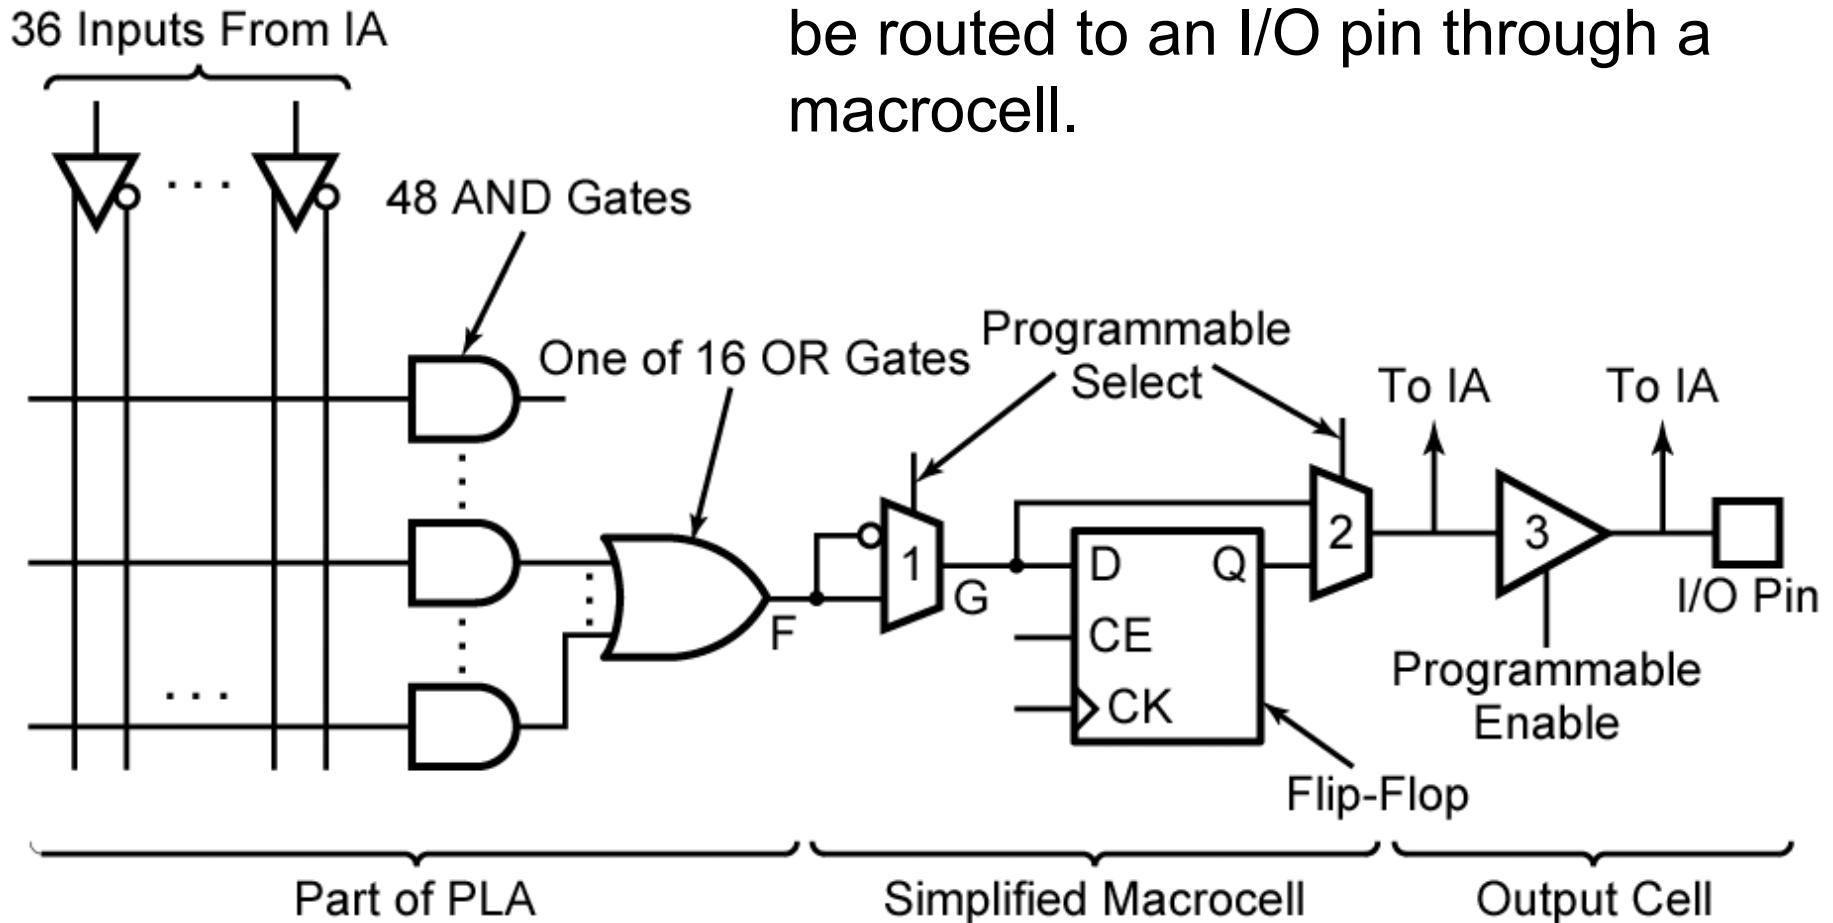 36 Inputs From IA
be routed to an I/O pin through a
macrocell.
48 AND Gates
One of 16 OR Gates
Programmable
Select
To IA
To IA
1
2
3
F
G
D
Q
CE
CK
I/O Pin
Programmable
Enable
Flip-Flop
Part of PLA
Simplified Macrocell
Output Cell